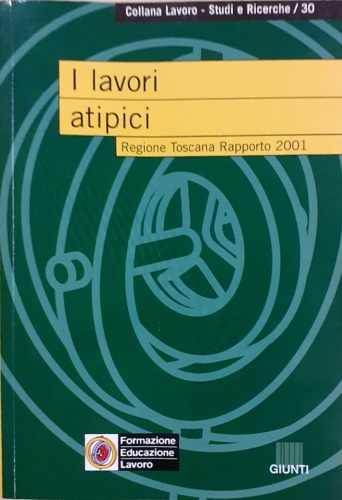 Collana Lavoro - Studi e Ricerche / 30
I lavori
atipici
Regione Toscana Rapporto 2001
Formazione
Educazione
Lavoro
GIUNTI